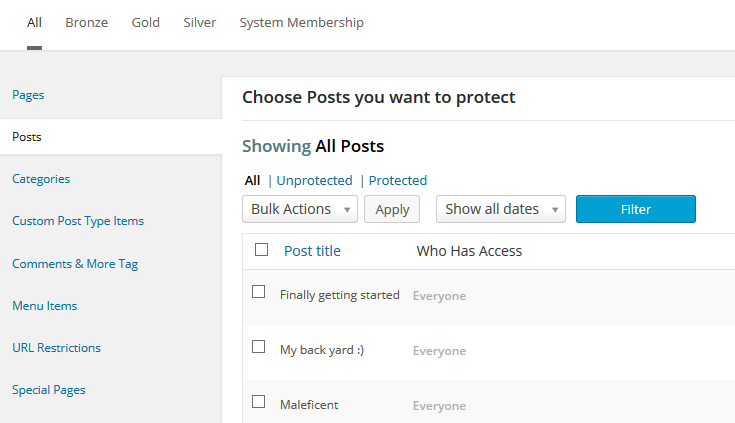 All Bronze Gold Silver System Membership
Pages
Posts
Categories
Custom Post Type Items
Comments & More Tag
Menu Items
URL Restrictions
Special Pages
Choose Posts you want to protect
Showing All Posts
All | Unprotected | Protected
Bulk Actions Apply Show all dates Filter
Post title Who Has Access
Finally getting started Everyone
My back yard :) Everyone
Maleficent Everyone